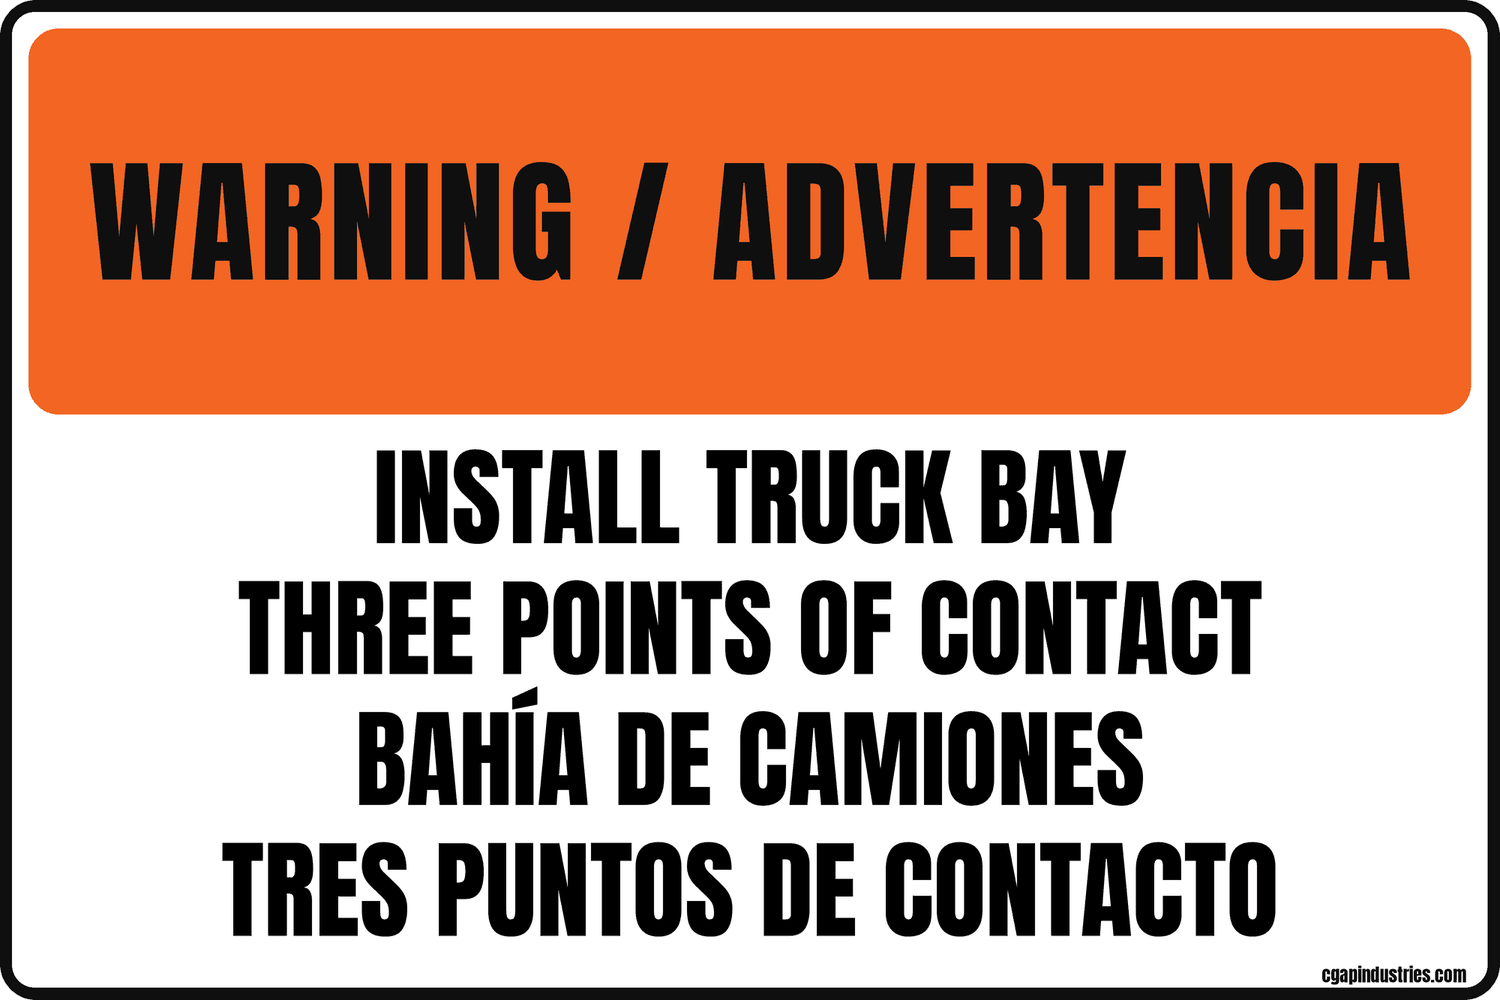 WARNING / ADVERTENCIA
INSTALL TRUCK BAY
THREE POINTS OF CONTACT
BAHÍA DE CAMIONES
TRES PUNTOS DE CONTACTO
cgapindustries.com